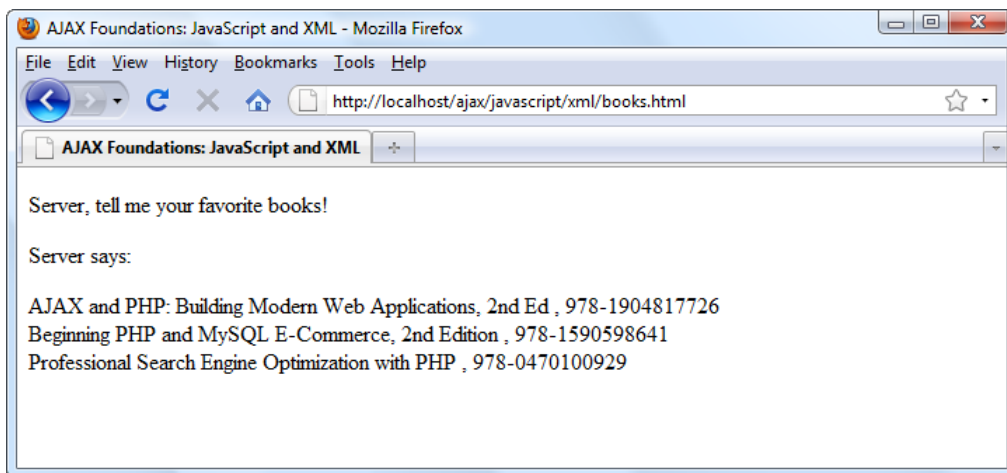 AJAX Foundations: JavaScript and XML - Mozilla Firefox
File Edit View History Bookmarks Tools Help
http://localhost/ajax/javascript/xml/books.html
AJAX Foundations: JavaScript and XML
Server, tell me your favorite books!
Server says:
AJAX and PHP: Building Modern Web Applications, 2nd Ed , 978-1904817726
Beginning PHP and MySQL E-Commerce, 2nd Edition , 978-1590598641
Professional Search Engine Optimization with PHP , 978-0470100929